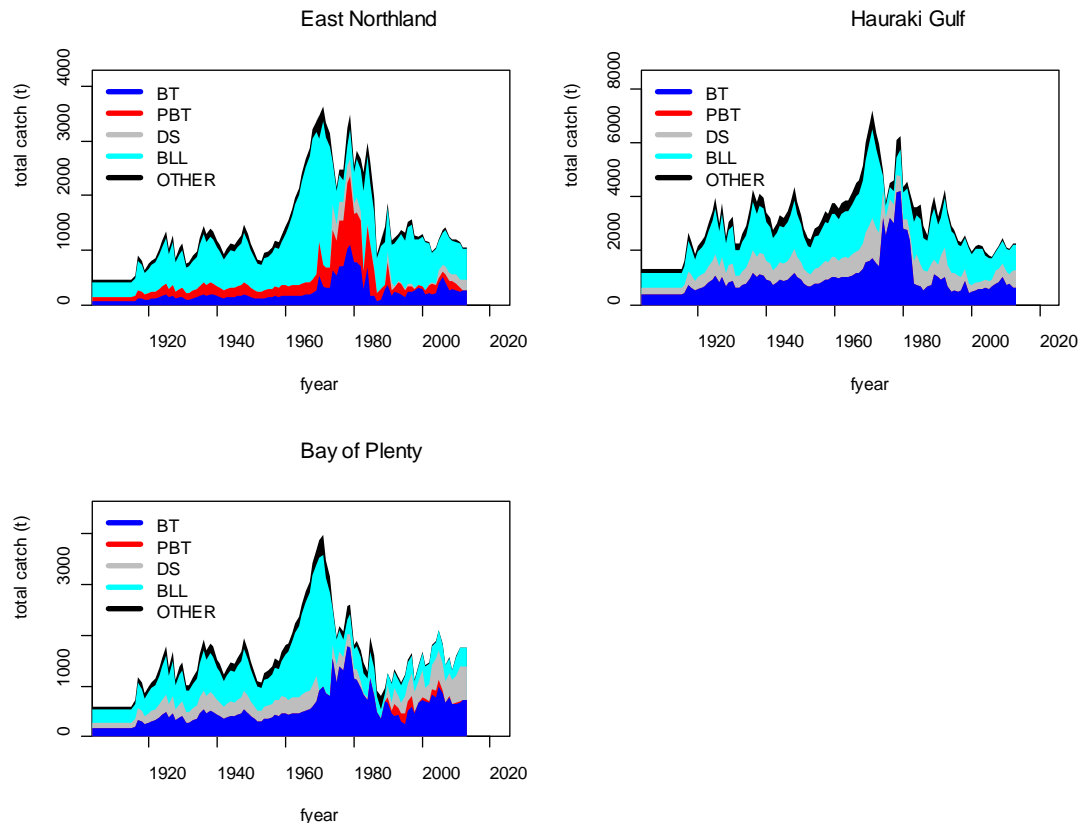 East Northland
total catch (t)
0 1000 2000 3000 4000
BT
PBT
DS
BLL
OTHER
1920 1940 1960 1980 2000 2020
fyear
Hauraki Gulf
total catch (t)
0 2000 4000 6000 8000
BT
PBT
DS
BLL
OTHER
1920 1940 1960 1980 2000 2020
fyear
Bay of Plenty
total catch (t)
0 1000 3000
BT
PBT
DS
BLL
OTHER
1920 1940 1960 1980 2000 2020
fyear